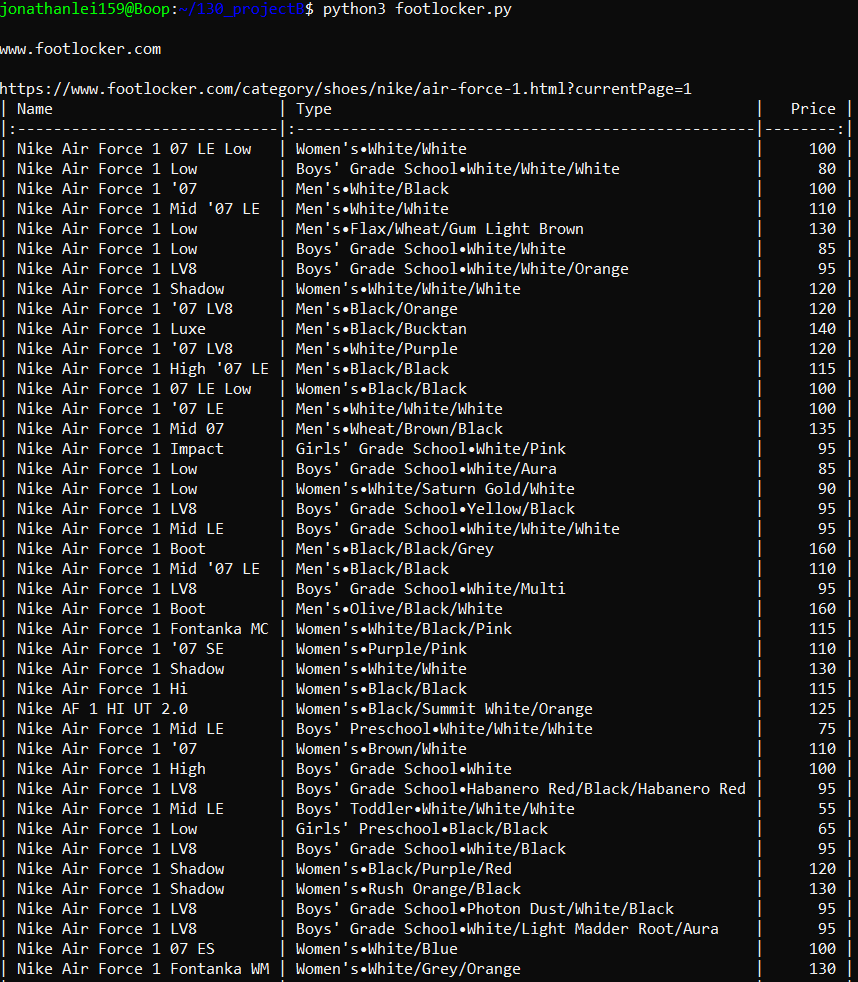 jonathanlei159@Boop:~/130_projectB$ python3 footlocker.py
www.footlocker.com
https://www.footlocker.com/category/shoes/nike/air-force-1.html?currentPage=1
| Name                        | Type                                              |   Price |
|:----------------------------|:--------------------------------------------------|--------:|
| Nike Air Force 1 07 LE Low  | Women's•White/White                               |     100 |
| Nike Air Force 1 Low        | Boys' Grade School•White/White/White              |      80 |
| Nike Air Force 1 '07        | Men's•White/Black                                 |     100 |
| Nike Air Force 1 Mid '07 LE | Men's•White/White                                 |     110 |
| Nike Air Force 1 Low        | Men's•Flax/Wheat/Gum Light Brown                  |     130 |
| Nike Air Force 1 Low        | Boys' Grade School•White/White                    |      85 |
| Nike Air Force 1 LV8        | Boys' Grade School•White/White/Orange             |      95 |
| Nike Air Force 1 Shadow     | Women's•White/White/White                         |     120 |
| Nike Air Force 1 '07 LV8    | Men's•Black/Orange                                |     120 |
| Nike Air Force 1 Luxe       | Men's•Black/Bucktan                               |     140 |
| Nike Air Force 1 '07 LV8    | Men's•White/Purple                                |     120 |
| Nike Air Force 1 High '07 LE | Men's•Black/Black                                |     115 |
| Nike Air Force 1 07 LE Low  | Women's•Black/Black                               |     100 |
| Nike Air Force 1 '07 LE     | Men's•White/White/White                           |     100 |
| Nike Air Force 1 Mid 07     | Men's•Wheat/Brown/Black                           |     135 |
| Nike Air Force 1 Impact     | Girls' Grade School•White/Pink                    |      95 |
| Nike Air Force 1 Low        | Boys' Grade School•White/Aura                     |      85 |
| Nike Air Force 1 Low        | Women's•White/Saturn Gold/White                   |      90 |
| Nike Air Force 1 LV8        | Boys' Grade School•Yellow/Black                   |      95 |
| Nike Air Force 1 Mid LE     | Boys' Grade School•White/White/White              |      95 |
| Nike Air Force 1 Boot       | Men's•Black/Black/Grey                            |     160 |
| Nike Air Force 1 Mid '07 LE | Men's•Black/Black                                 |     110 |
| Nike Air Force 1 LV8        | Boys' Grade School•White/Multi                    |      95 |
| Nike Air Force 1 Boot       | Men's•Olive/Black/White                           |     160 |
| Nike Air Force 1 Fontanka MC | Women's•White/Black/Pink                         |     115 |
| Nike Air Force 1 '07 SE     | Women's•Purple/Pink                               |     110 |
| Nike Air Force 1 Shadow     | Women's•White/White                               |     130 |
| Nike Air Force 1 Hi         | Women's•Black/Black                               |     115 |
| Nike AF 1 HI UT 2.0         | Women's•Black/Summit White/Orange                 |     125 |
| Nike Air Force 1 Mid LE     | Boys' Preschool•White/White/White                 |      75 |
| Nike Air Force 1 '07        | Women's•Brown/White                               |     110 |
| Nike Air Force 1 High       | Boys' Grade School•White                          |     100 |
| Nike Air Force 1 LV8        | Boys' Grade School•Habanero Red/Black/Habanero Red |     95 |
| Nike Air Force 1 Mid LE     | Boys' Toddler•White/White/White                   |      55 |
| Nike Air Force 1 Low        | Girls' Preschool•Black/Black                      |      65 |
| Nike Air Force 1 LV8        | Boys' Grade School•White/Black                    |      95 |
| Nike Air Force 1 Shadow     | Women's•Black/Purple/Red                          |     120 |
| Nike Air Force 1 Shadow     | Women's•Rush Orange/Black                         |     130 |
| Nike Air Force 1 LV8        | Boys' Grade School•Photon Dust/White/Black        |      95 |
| Nike Air Force 1 LV8        | Boys' Grade School•White/Light Madder Root/Aura   |      95 |
| Nike Air Force 1 07 ES      | Women's•White/Blue                                |     100 |
| Nike Air Force 1 Fontanka WM | Women's•White/Grey/Orange                        |     130 |